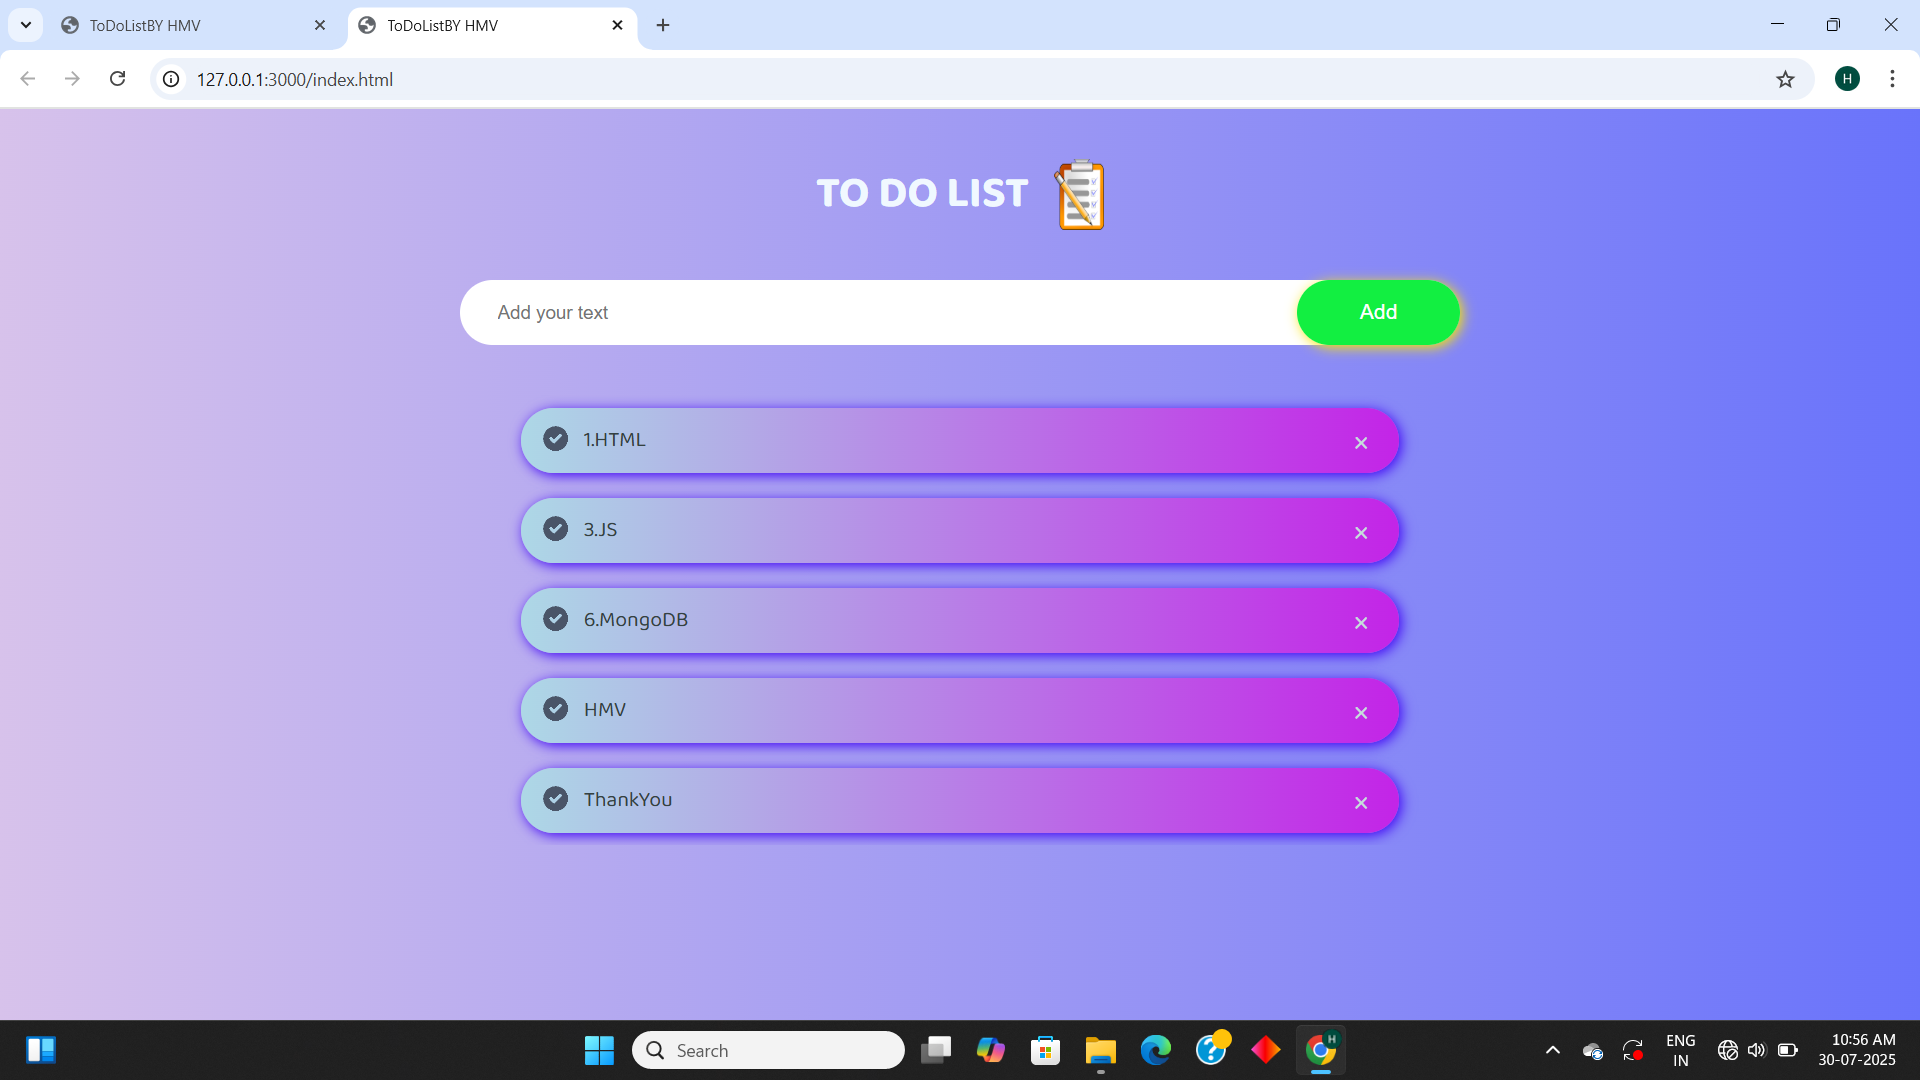 ToDoListBY HMV
ToDoListBY HMV
127.0.0.1:3000/index.html
H
TO DO LIST
Add your text
Add
1.HTML
3.JS
6.MongoDB
HMV
ThankYou
Search
H
ENG
IN
10:56 AM
30-07-2025